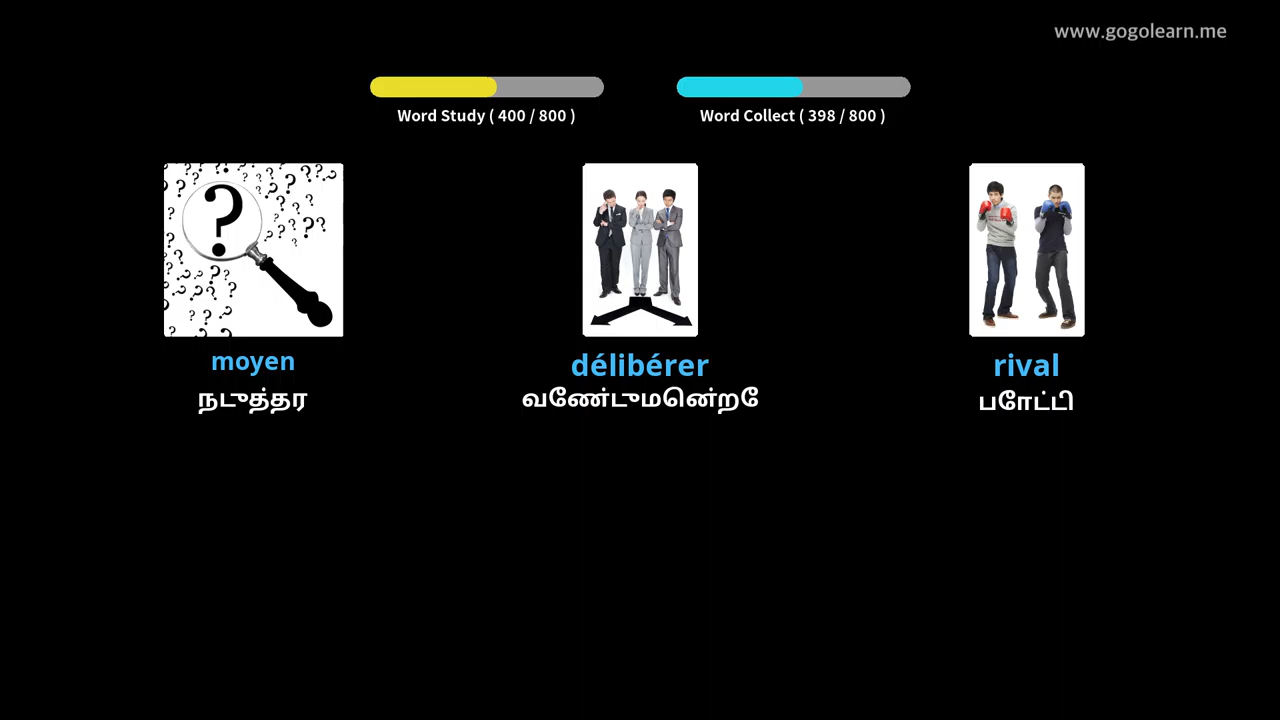 www.gogolearn.me
Word Study ( 400 / 800 )
Word Collect ( 398 / 800 )
?
moyen
délibérer
rival
நடுத்தர
வேண்டுமென்றே
போட்டி